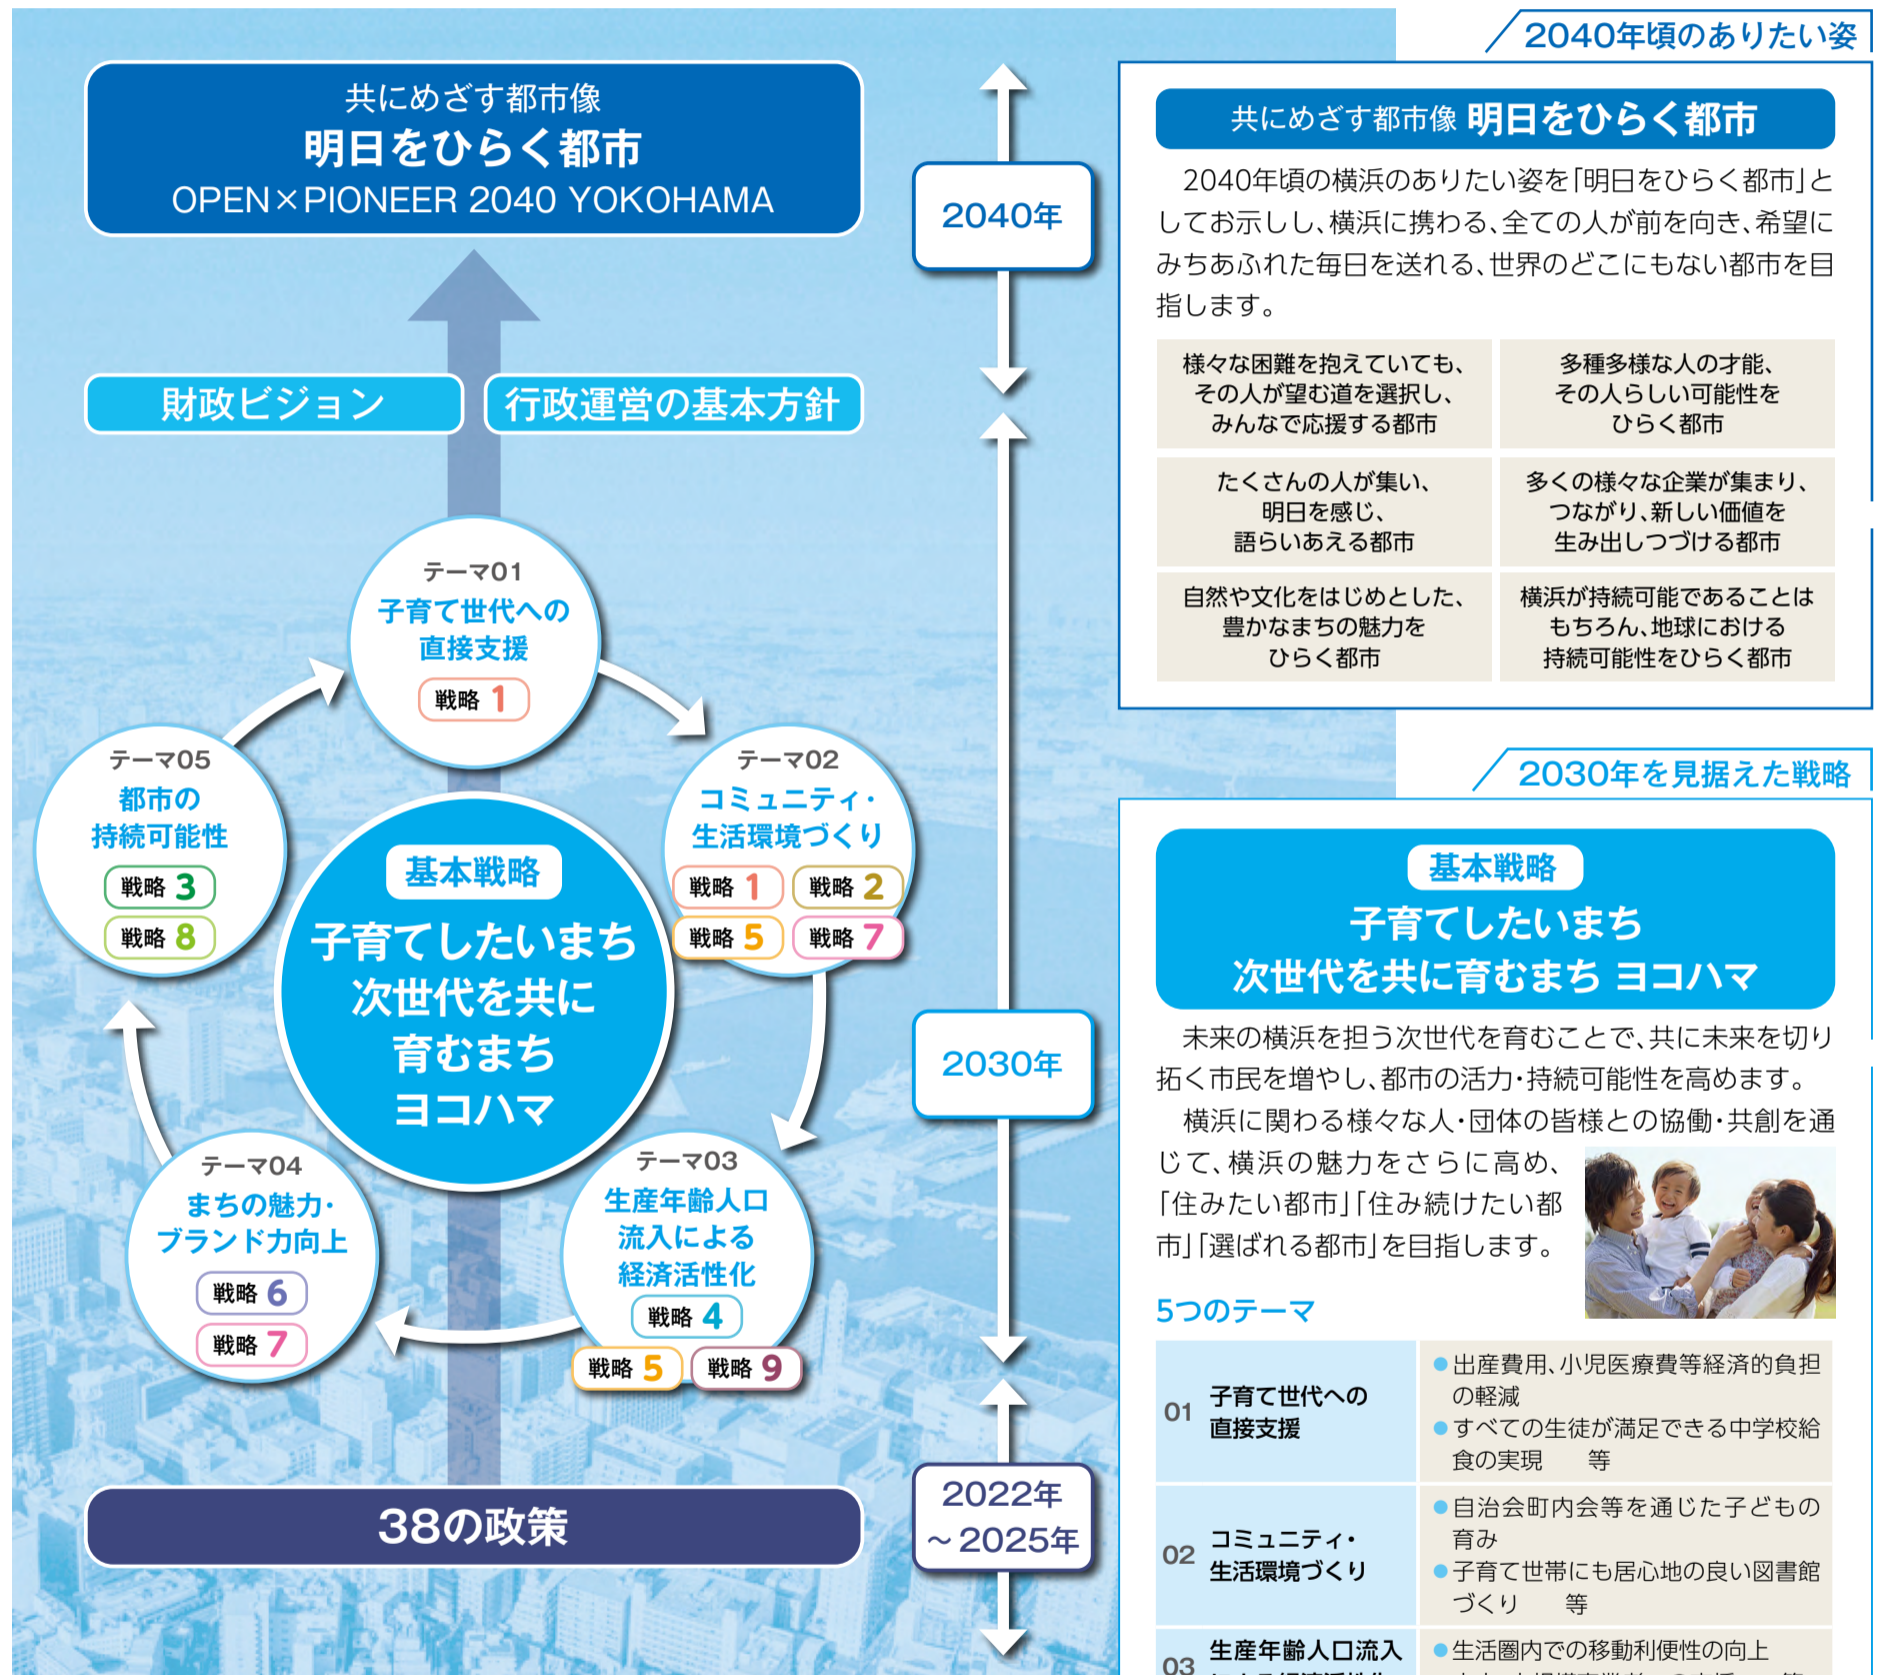 共にめざす都市像
明日をひらく都市
OPEN×PIONEER 2040 YOKOHAMA
財政ビジョン
行政運営の基本方針
テーマ01
子育て世代への
直接支援
戦略 1
テーマ02
コミュニティ・
生活環境づくり
戦略 1 戦略 2
戦略 5 戦略 7
テーマ03
生産年齢人口
流入による
経済活性化
戦略 4
戦略 5 戦略 9
テーマ04
まちの魅力・
ブランド力向上
戦略 6
戦略 7
テーマ05
都市の
持続可能性
戦略 3
戦略 8
基本戦略
子育てしたいまち
次世代を共に
育むまち
ヨコハマ
38の政策
2040年
2030年
2022年
～2025年
2040年頃のありたい姿
共にめざす都市像 明日をひらく都市
2040年頃の横浜のありたい姿を「明日をひらく都市」と
してお示しし、横浜に携わる、全ての人が前を向き、希望に
みちあふれた毎日を送れる、世界のどこにもない都市を目
指します。
様々な困難を抱えていても、
その人が望む道を選択し、
みんなで応援する都市
多種多様な人の才能、
その人らしい可能性を
ひらく都市
たくさんの人が集い、
明日を感じ、
語らいあえる都市
多くの様々な企業が集まり、
つながり、新しい価値を
生み出しつづける都市
自然や文化をはじめとした、
豊かなまちの魅力を
ひらく都市
横浜が持続可能であることは
もちろん、地球における
持続可能性をひらく都市
2030年を見据えた戦略
基本戦略
子育てしたいまち
次世代を共に育むまち ヨコハマ
未来の横浜を担う次世代を育むことで、共に未来を切り
拓く市民を増やし、都市の活力・持続可能性を高めます。
横浜に関わる様々な人・団体の皆様との協働・共創を通
じて、横浜の魅力をさらに高め、
「住みたい都市」「住み続けたい都
市」「選ばれる都市」を目指します。
5つのテーマ
01
子育て世代への
直接支援
●出産費用、小児医療費等経済的負担
の軽減
●すべての生徒が満足できる中学校給
食の実現 等
02
コミュニティ・
生活環境づくり
●自治会町内会等を通じた子どもの
育み
●子育て世帯にも居心地の良い図書館
づくり 等
03
生産年齢人口流入
●生活圏内での移動利便性の向上